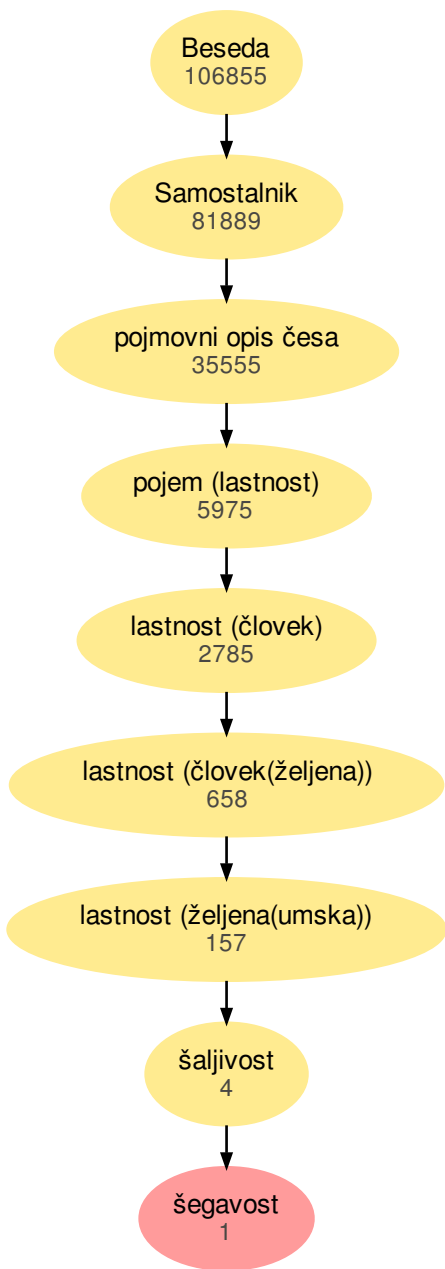 Beseda
106855
Samostalnik
81889
pojmovni opis česa
35555
pojem (lastnost)
5975
lastnost (človek)
2785
lastnost (človek(željena))
658
lastnost (željena(umska))
157
šaljivost
4
šegavost
1